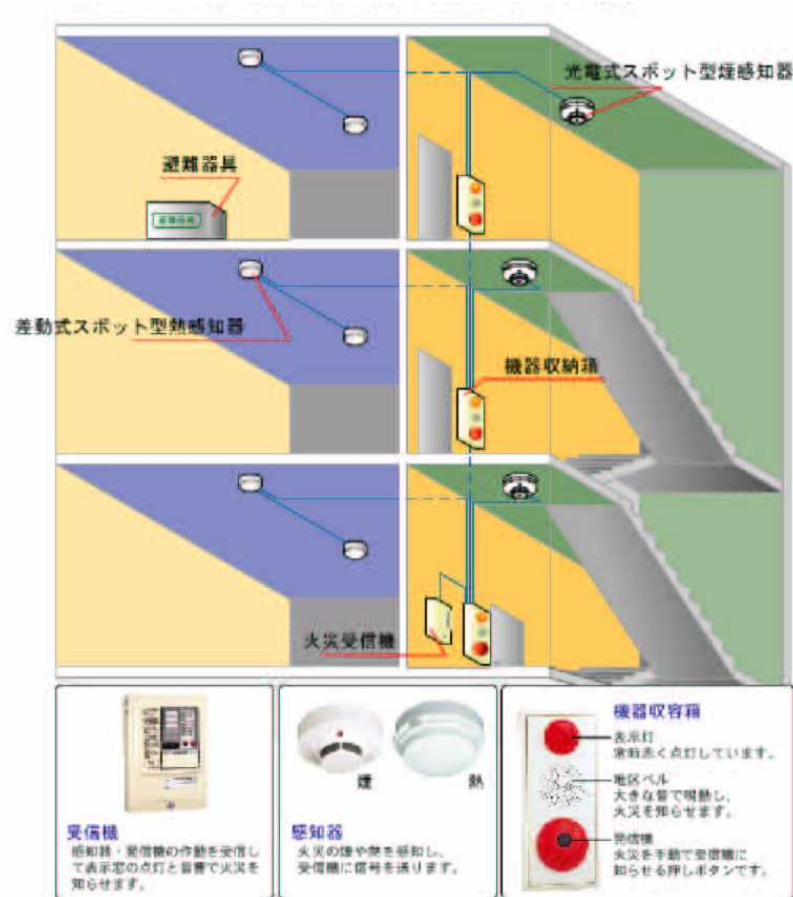 光電式スポット型煙感知器
避難器具
避難器具
差動式スポット型熱感知器
機器収納箱
火災受信機
受信機
感知器・発信機の作動を受信し
て表示窓の点灯と音響で火災を
知らせます。
煙
熱
感知器
火災の煙や熱を感知し、
受信機に信号を送ります。
機器収容箱
表示灯
常時赤く点灯しています。
地区ベル
大きな音で鳴動し、
火災を知らせます。
発信機
火災を手動で受信機に
知らせる押しボタンです。